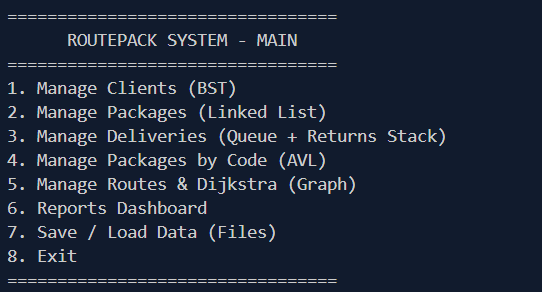 =================================
ROUTEPACK SYSTEM - MAIN
=================================
1. Manage Clients (BST)
2. Manage Packages (Linked List)
3. Manage Deliveries (Queue + Returns Stack)
4. Manage Packages by Code (AVL)
5. Manage Routes & Dijkstra (Graph)
6. Reports Dashboard
7. Save / Load Data (Files)
8. Exit
=================================